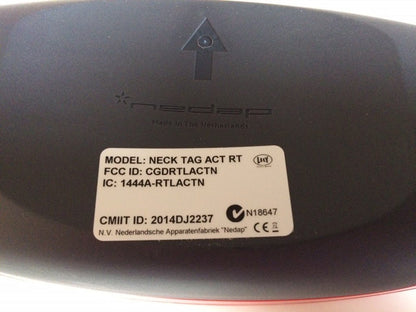 nedap
Made in The Netherlands
MODEL: NECK TAG ACT RT
FCC ID: CGDRTLACTN
IC: 1444A-RTLACTN
CMIIT ID: 2014DJ2237
N18647
N.V. Nederlandsche Apparatenfabriek "Nedap"
CE